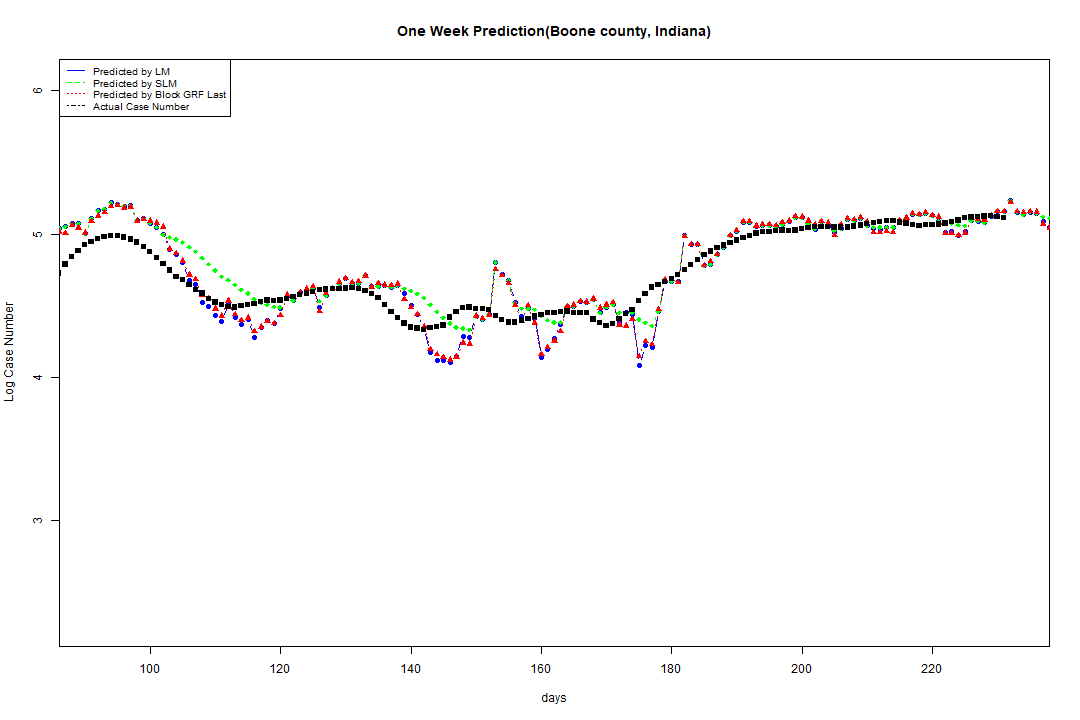 One Week Prediction(Boone county, Indiana)
Predicted by LM
Predicted by SLM
Predicted by Block GRF Last
Actual Case Number
6
5
4
3
Log Case Number
100 120 140 160 180 200 220
days